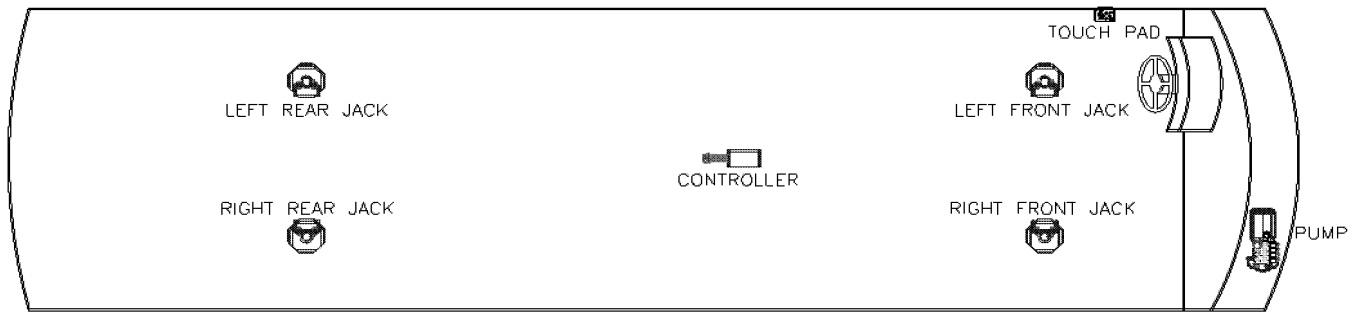 TOUCH PAD
LEFT REAR JACK
LEFT FRONT JACK
CONTROLLER
RIGHT REAR JACK
RIGHT FRONT JACK
PUMP